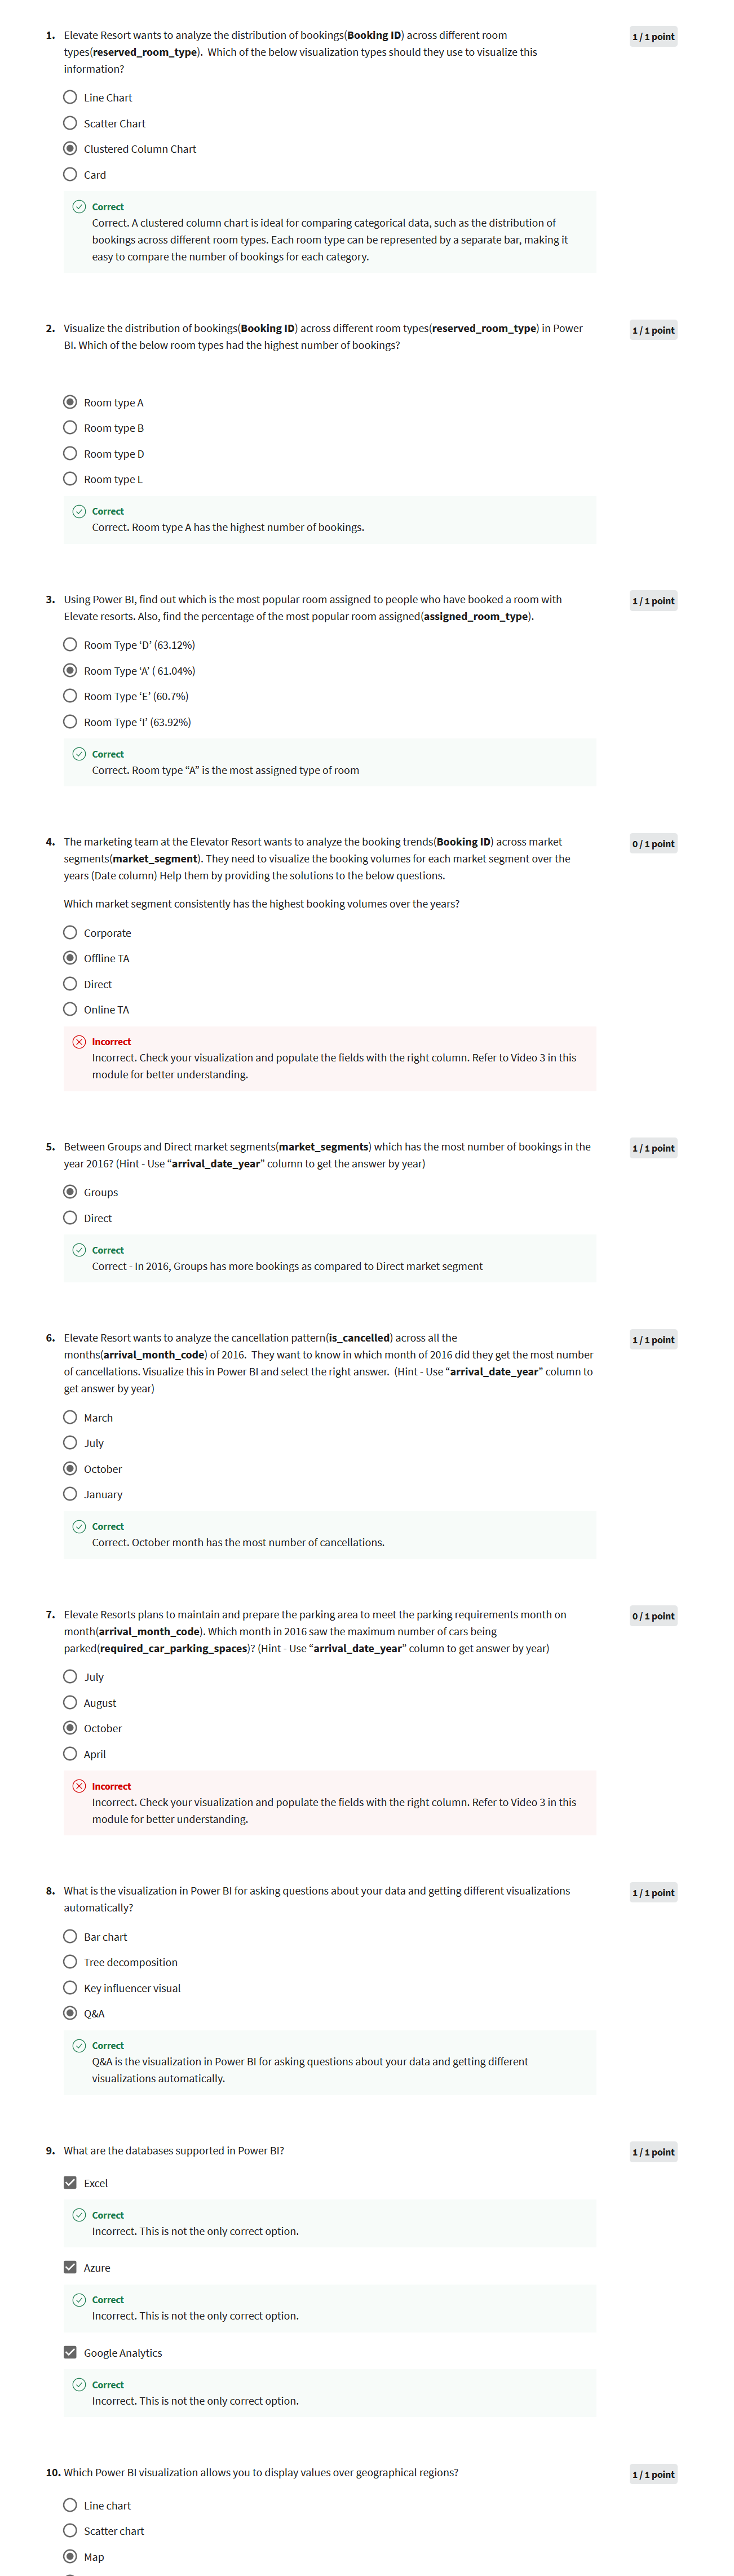 1. Elevate Resort wants to analyze the distribution of bookings(Booking ID) across different room
1 / 1 point
types(reserved_room_type). Which of the below visualization types should they use to visualize this
information?
Line Chart
Scatter Chart
Clustered Column Chart
Card
Correct
Correct. A clustered column chart is ideal for comparing categorical data, such as the distribution of
bookings across different room types. Each room type can be represented by a separate bar, making it
easy to compare the number of bookings for each category.
2. Visualize the distribution of bookings(Booking ID) across different room types(reserved_room_type) in Power
1 / 1 point
BI. Which of the below room types had the highest number of bookings?
Room type A
Room type B
Room type D
Room type L
Correct
Correct. Room type A has the highest number of bookings.
3. Using Power BI, find out which is the most popular room assigned to people who have booked a room with
1 / 1 point
Elevate resorts. Also, find the percentage of the most popular room assigned(assigned_room_type).
Room Type ‘D’ (63.12%)
Room Type ‘A’ ( 61.04%)
Room Type ‘E’ (60.7%)
Room Type ‘I’ (63.92%)
Correct
Correct. Room type “A” is the most assigned type of room
4. The marketing team at the Elevator Resort wants to analyze the booking trends(Booking ID) across market
0 / 1 point
segments(market_segment). They need to visualize the booking volumes for each market segment over the
years (Date column) Help them by providing the solutions to the below questions.
Which market segment consistently has the highest booking volumes over the years?
Corporate
Offline TA
Direct
Online TA
Incorrect
Incorrect. Check your visualization and populate the fields with the right column. Refer to Video 3 in this
module for better understanding.
5. Between Groups and Direct market segments(market_segments) which has the most number of bookings in the
1 / 1 point
year 2016? (Hint - Use “arrival_date_year” column to get the answer by year)
Groups
Direct
Correct
Correct - In 2016, Groups has more bookings as compared to Direct market segment
6. Elevate Resort wants to analyze the cancellation pattern(is_cancelled) across all the
1 / 1 point
months(arrival_month_code) of 2016. They want to know in which month of 2016 did they get the most number
of cancellations. Visualize this in Power BI and select the right answer. (Hint - Use “arrival_date_year” column to
get answer by year)
March
July
October
January
Correct
Correct. October month has the most number of cancellations.
7. Elevate Resorts plans to maintain and prepare the parking area to meet the parking requirements month on
0 / 1 point
month(arrival_month_code). Which month in 2016 saw the maximum number of cars being
parked(required_car_parking_spaces)? (Hint - Use “arrival_date_year” column to get answer by year)
July
August
October
April
Incorrect
Incorrect. Check your visualization and populate the fields with the right column. Refer to Video 3 in this
module for better understanding.
8. What is the visualization in Power BI for asking questions about your data and getting different visualizations
1 / 1 point
automatically?
Bar chart
Tree decomposition
Key influencer visual
Q&A
Correct
Q&A is the visualization in Power BI for asking questions about your data and getting different
visualizations automatically.
9. What are the databases supported in Power BI?
1 / 1 point
Excel
Correct
Incorrect. This is not the only correct option.
Azure
Correct
Incorrect. This is not the only correct option.
Google Analytics
Correct
Incorrect. This is not the only correct option.
10. Which Power BI visualization allows you to display values over geographical regions?
1 / 1 point
Line chart
Scatter chart
Map